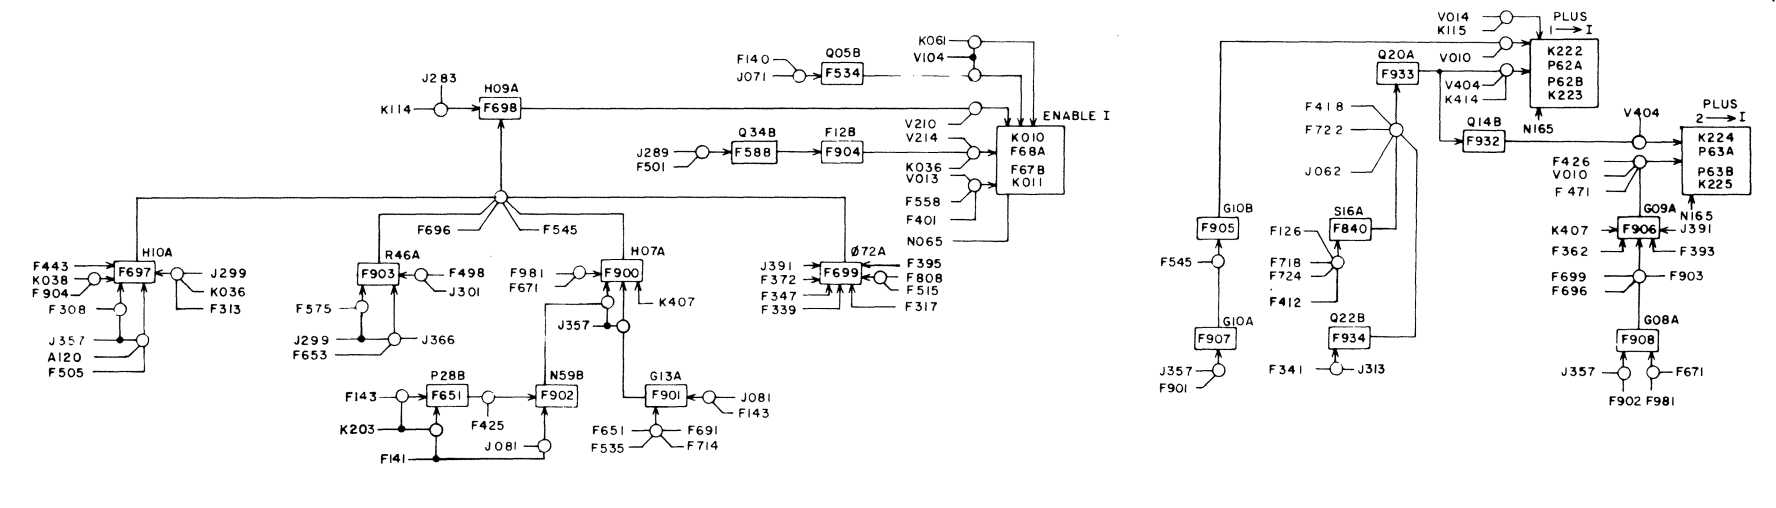 J283
K114
H09A
F698
F140
J071
Q05B
F534
K061
V104
V210
V214
K036
V013
F558
F401
N065
ENABLE I
K010
F68A
F67B
K011
J289
F501
Q34B
F588
F12B
F904
F696
F545
F443
K038
F904
F308
J357
A120
F505
H10A
F697
J299
K036
F313
R46A
F903
F498
J301
F575
J299
F653
J366
F981
F671
H07A
F900
K407
J357
J391
F372
F347
F339
Ø72A
F699
F395
F808
F515
F317
F143
K203
F141
P28B
F651
F425
J081
N59B
F902
G13A
F901
J081
F143
F651
F535
F691
F714
V014
K115
PLUS
1 → I
V010
K222
P62A
P62B
K223
V404
K414
N165
Q20A
F933
F418
F722
J062
Q14B
F932
V404
PLUS
2 → I
K224
P63A
P63B
K225
F426
V010
F471
N165
G10B
F905
F545
G10A
F907
J357
F901
S16A
F840
F126
F718
F724
F412
Q22B
F934
F341
J313
G09A
F906
K407
J391
F362
F393
F699
F696
F903
G08A
F908
J357
F671
F902 F981